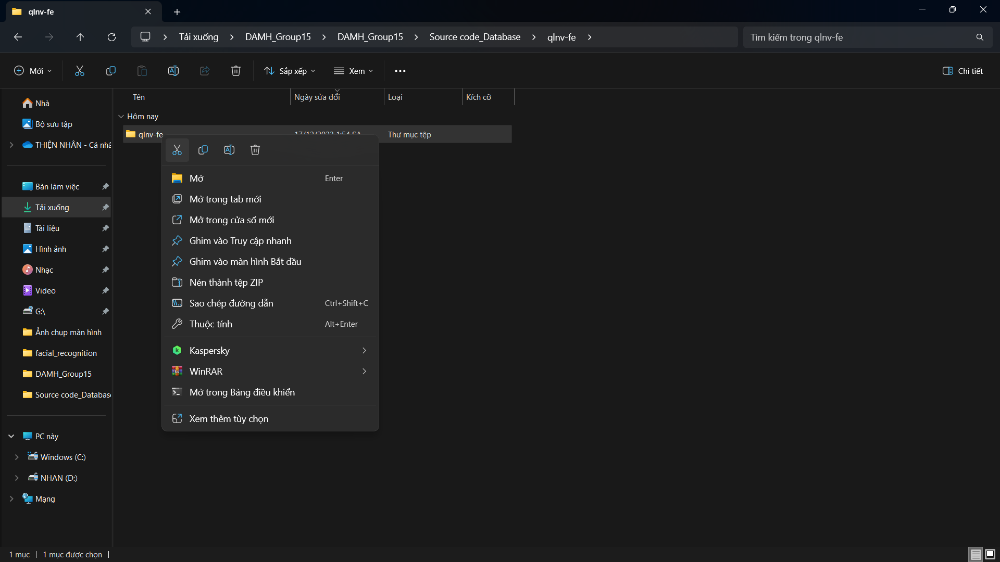 qlnv-fe
Tải xuống
DAMH_Group15
DAMH_Group15
Source code_Database
qlnv-fe
Tìm kiếm trong qlnv-fe
Mới
Sắp xếp
Xem
Chi tiết
Tên
Ngày sửa đổi
Loại
Kích cỡ
Nhà
Bộ sưu tập
THIỆN NHÂN - Cá nhâ
Bàn làm việc
Tải xuống
Tài liệu
Hình ảnh
Nhạc
Video
G:\
Ảnh chụp màn hình
facial_recognition
DAMH_Group15
Source code_Databas
PC này
Windows (C:)
NHAN (D:)
Mạng
Hôm nay
qlnv-fe
17/12/2023 1:54 SA
Thư mục tệp
Mở Enter
Mở trong tab mới
Mở trong cửa sổ mới
Ghim vào Truy cập nhanh
Ghim vào màn hình Bắt đầu
Nén thành tệp ZIP
Sao chép đường dẫn Ctrl+Shift+C
Thuộc tính Alt+Enter
Kaspersky
WinRAR
Mở trong Bảng điều khiển
Xem thêm tùy chọn
1 mục
1 mục được chọn